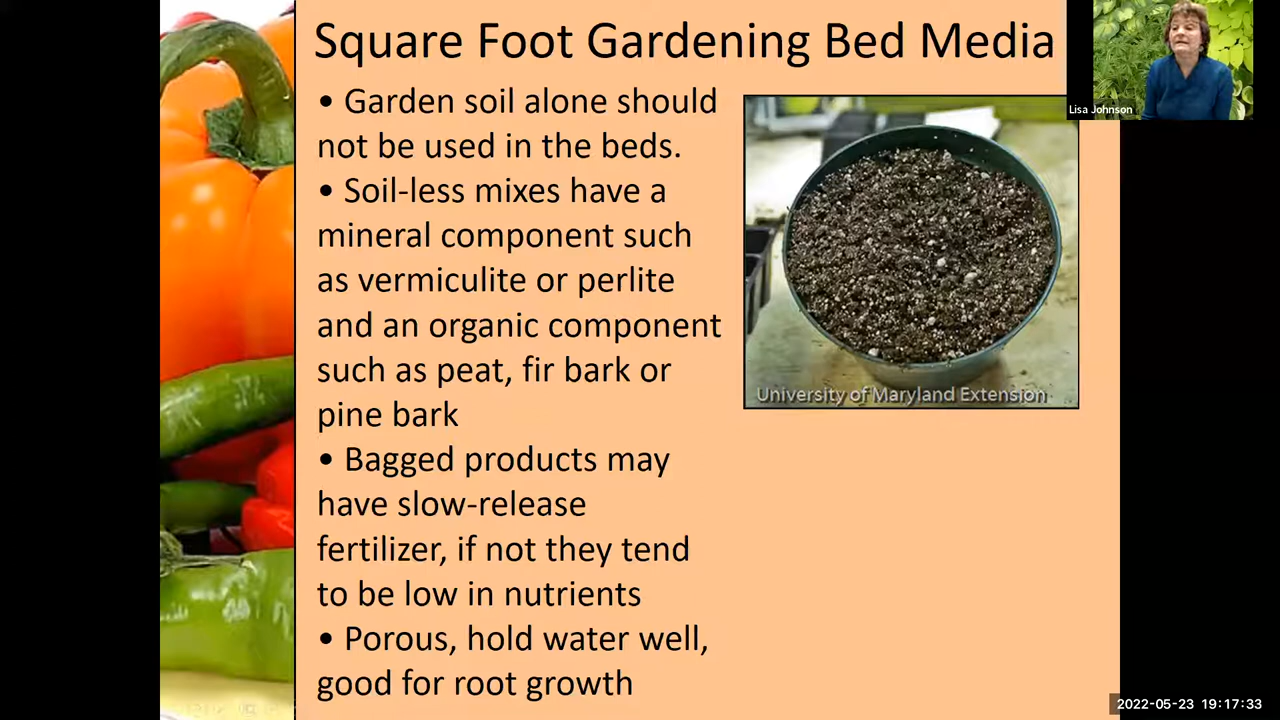 Square Foot Gardening Bed Media
• Garden soil alone should
not be used in the beds.
• Soil-less mixes have a
mineral component such
as vermiculite or perlite
and an organic component
such as peat, fir bark or
pine bark
• Bagged products may
have slow-release
fertilizer, if not they tend
to be low in nutrients
• Porous, hold water well,
good for root growth
University of Maryland Extension
Lisa Johnson
2022-05-23 19:17:33